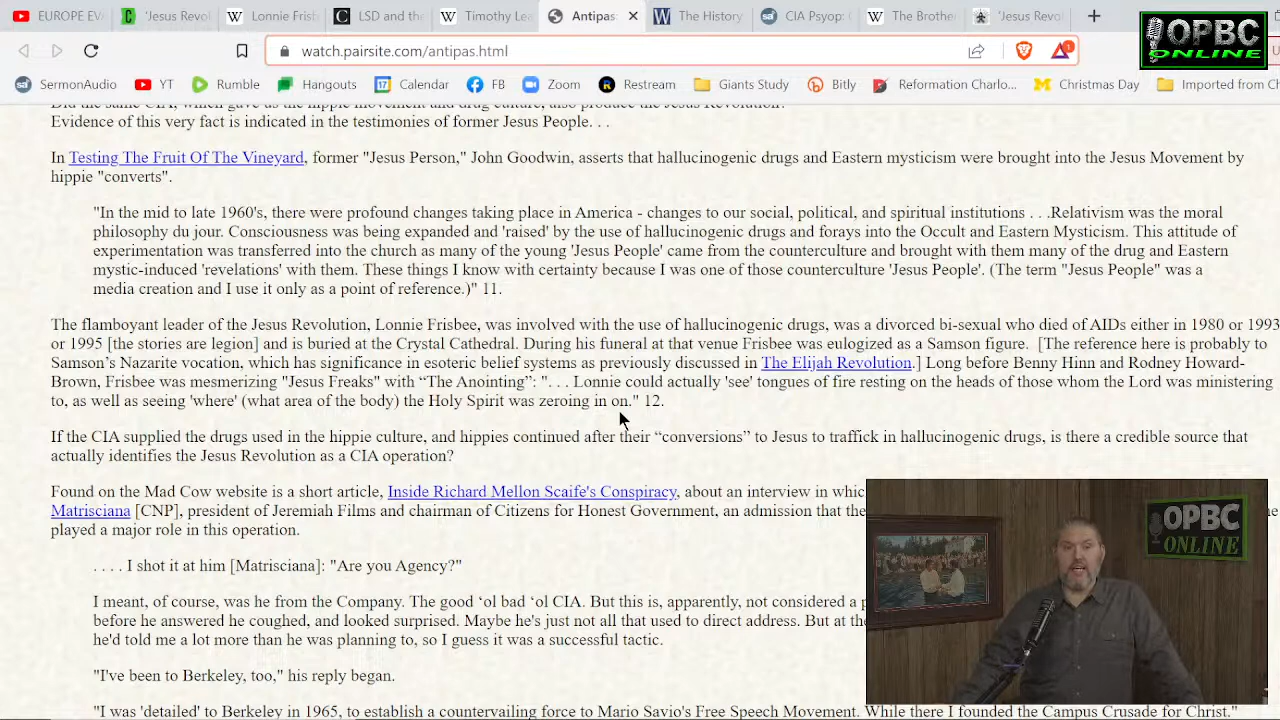 EUROPE EXI
'Jesus Revol
Lonnie Frist
LSD and th
Timothy Lea
Antipas
The History
CIA Psyop:
The Brothe
'Jesus Revo
OPBC
ONLINE
watch.pairsite.com/antipas.html
1
SermonAudio
YT
Rumble
Hangouts
Calendar
FB
Zoom
Restream
Giants Study
Bitly
Reformation Charlo...
Christmas Day
Imported from C
Did the same CIA, which gave us the hippie movement and drug culture, also produce the Jesus Revolution?
Evidence of this very fact is indicated in the testimonies of former Jesus People. . .
In Testing The Fruit Of The Vineyard, former "Jesus Person," John Goodwin, asserts that hallucinogenic drugs and Eastern mysticism were brought into the Jesus Movement by
hippie "converts".
"In the mid to late 1960's, there were profound changes taking place in America - changes to our social, political, and spiritual institutions . . .Relativism was the moral
philosophy du jour. Consciousness was being expanded and 'raised' by the use of hallucinogenic drugs and forays into the Occult and Eastern Mysticism. This attitude of
experimentation was transferred into the church as many of the young 'Jesus People' came from the counterculture and brought with them many of the drug and Eastern
mystic-induced 'revelations' with them. These things I know with certainty because I was one of those counterculture 'Jesus People'. (The term "Jesus People" was a
media creation and I use it only as a point of reference.)" 11.
The flamboyant leader of the Jesus Revolution, Lonnie Frisbee, was involved with the use of hallucinogenic drugs, was a divorced bi-sexual who died of AIDs either in 1980 or 1993
or 1995 [the stories are legion] and is buried at the Crystal Cathedral. During his funeral at that venue Frisbee was eulogized as a Samson figure. [The reference here is probably to
Samson's Nazarite vocation, which has significance in esoteric belief systems as previously discussed in The Elijah Revolution.] Long before Benny Hinn and Rodney Howard-
Brown, Frisbee was mesmerizing "Jesus Freaks" with “The Anointing”: ". . . Lonnie could actually 'see' tongues of fire resting on the heads of those whom the Lord was ministering
to, as well as seeing 'where' (what area of the body) the Holy Spirit was zeroing in on." 12.
If the CIA supplied the drugs used in the hippie culture, and hippies continued after their “conversions” to Jesus to traffick in hallucinogenic drugs, is there a credible source that
actually identifies the Jesus Revolution as a CIA operation?
Found on the Mad Cow website is a short article, Inside Richard Mellon Scaife's Conspiracy, about an interview in whic
Matrisciana [CNP], president of Jeremiah Films and chairman of Citizens for Honest Government, an admission that the
played a major role in this operation.
. . . . I shot it at him [Matrisciana]: "Are you Agency?"
I meant, of course, was he from the Company. The good ‘ol bad ‘ol CIA. But this is, apparently, not considered a p
before he answered he coughed, and looked surprised. Maybe he's just not all that used to direct address. But at the
he'd told me a lot more than he was planning to, so I guess it was a successful tactic.
"I've been to Berkeley, too," his reply began.
"I was 'detailed' to Berkeley in 1965, to establish a countervailing force to Mario Savio's Free Speech Movement. While there I founded the Campus Crusade for Christ."
OPBC
ONLINE